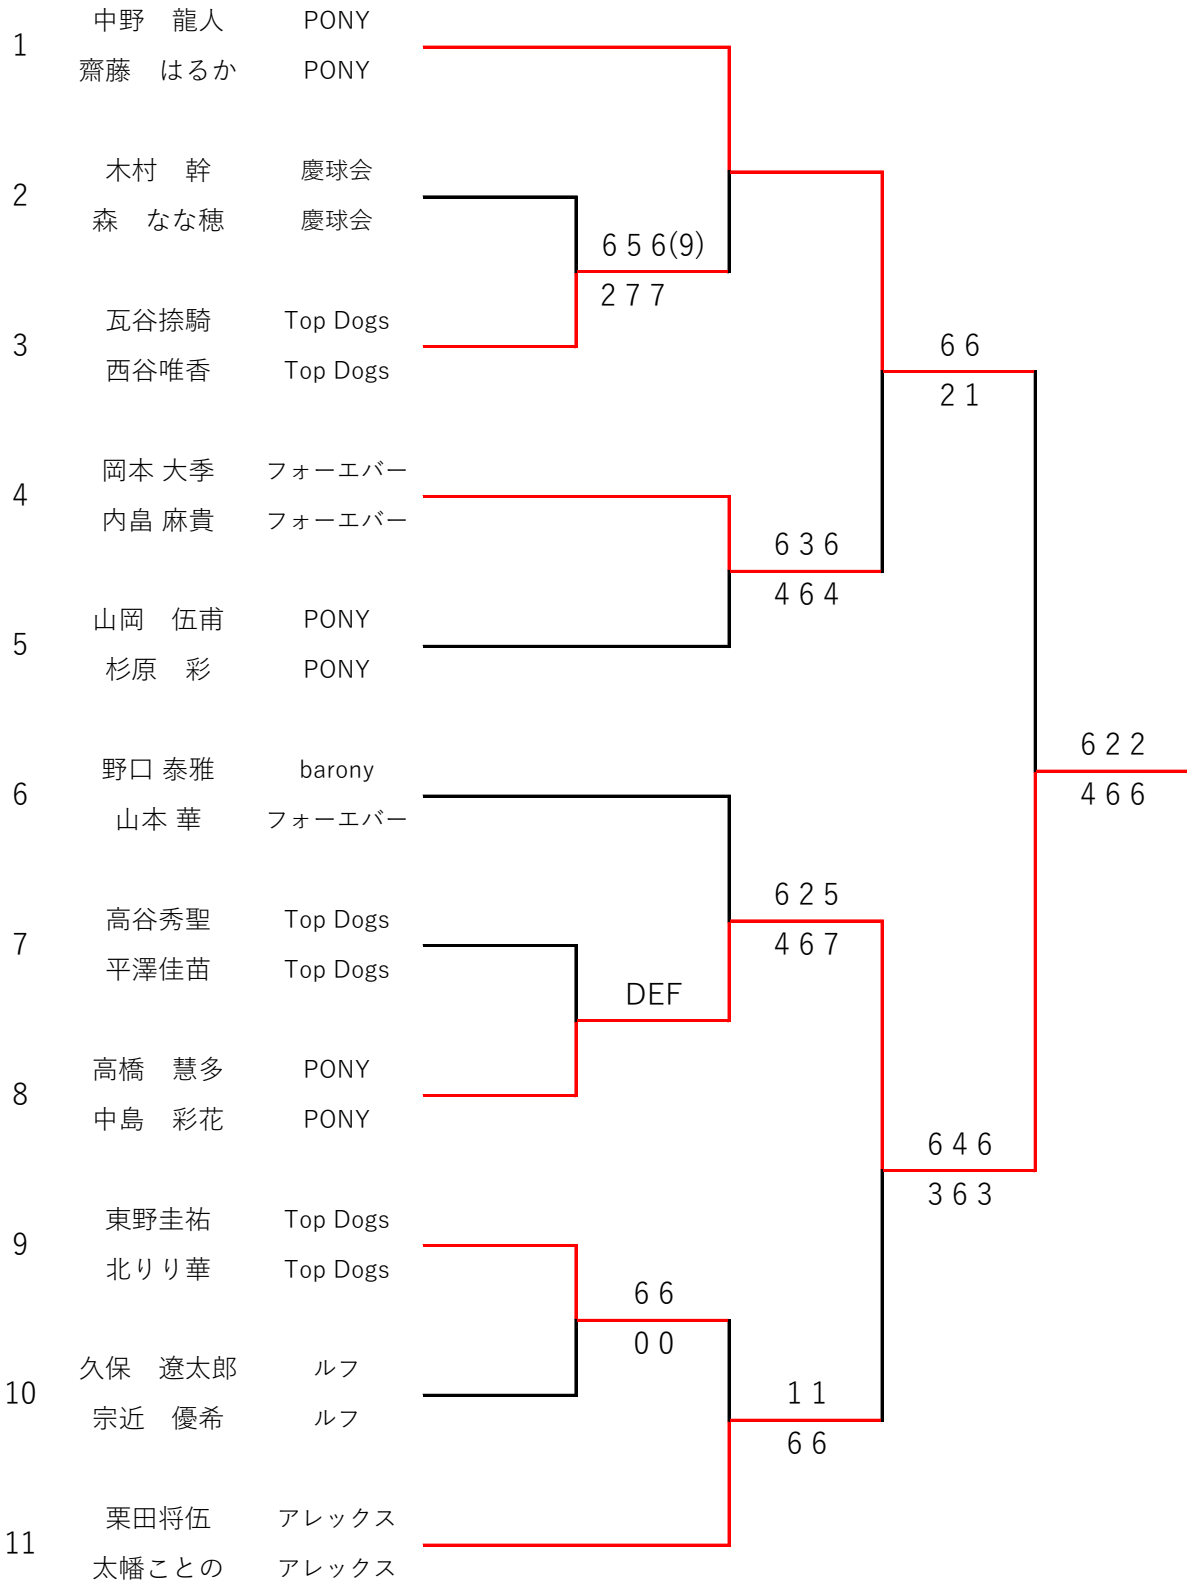 中野　龍人 PONY
1
齋藤　はるか PONY
木村　幹 慶球会
2
森　なな穂 慶球会
6 5 6(9)
2 7 7
瓦谷捺騎 Top Dogs
3
西谷唯香 Top Dogs
6 6
2 1
岡本 大季 フォーエバー
4
内畠 麻貴 フォーエバー
6 3 6
4 6 4
山岡　伍甫 PONY
5
杉原　彩 PONY
6 2 2
4 6 6
野口 泰雅 barony
6
山本 華 フォーエバー
6 2 5
4 6 7
高谷秀聖 Top Dogs
7
平澤佳苗 Top Dogs
DEF
高橋　慧多 PONY
8
中島　彩花 PONY
6 4 6
3 6 3
東野圭祐 Top Dogs
9
北りり華 Top Dogs
6 6
0 0
久保　遼太郎 ルフ
10
宗近　優希 ルフ
1 1
6 6
栗田将伍 アレックス
11
太幡ことの アレックス